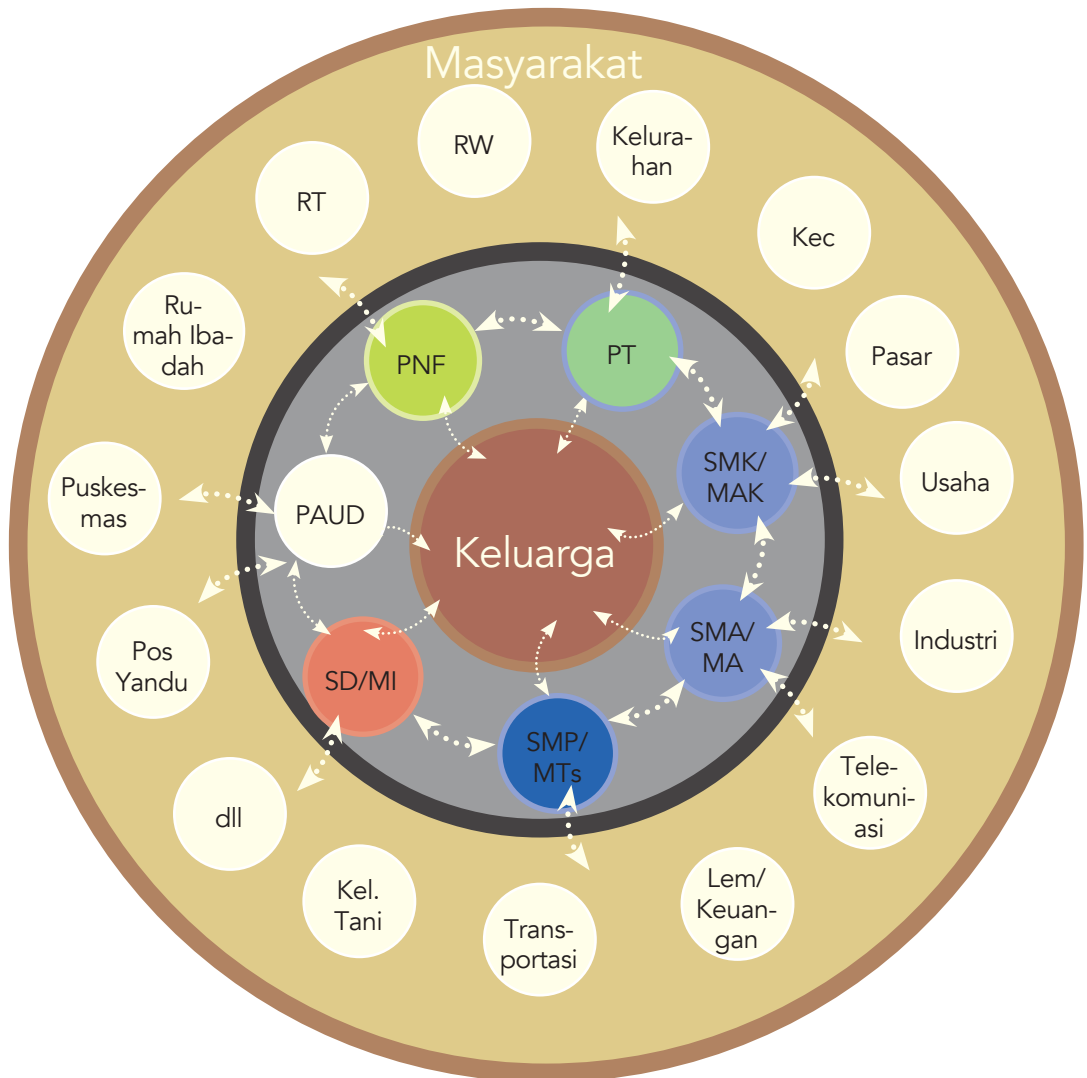 Masyarakat
RW
Kelura-
han
RT
Kec
Ru-
mah Iba-
dah
Pasar
PNF
PT
Puskes-
mas
PAUD
SMK/
MAK
Usaha
Keluarga
Pos
Yandu
SD/MI
SMP/
MTs
SMA/
MA
Industri
dll
Tele-
komuni-
asi
Kel.
Tani
Trans-
portasi
Lem/
Keuan-
gan